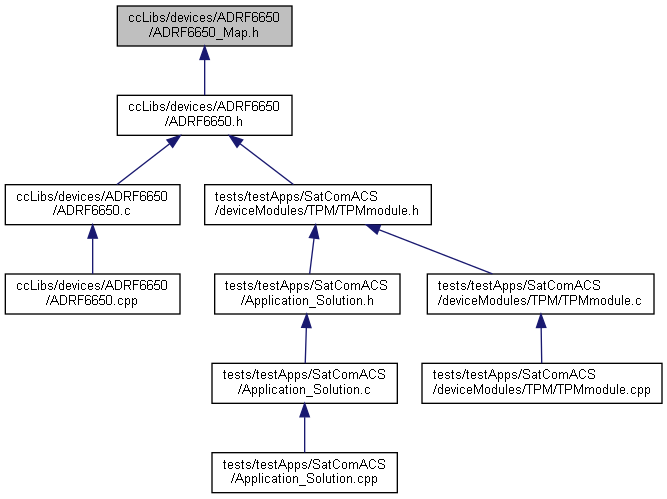 ccLibs/devices/ADRF6650
/ADRF6650_Map.h
ccLibs/devices/ADRF6650
/ADRF6650.h
ccLibs/devices/ADRF6650
/ADRF6650.c
tests/testApps/SatComACS
/deviceModules/TPM/TPMmodule.h
ccLibs/devices/ADRF6650
/ADRF6650.cpp
tests/testApps/SatComACS
/Application_Solution.h
tests/testApps/SatComACS
/deviceModules/TPM/TPMmodule.c
tests/testApps/SatComACS
/Application_Solution.c
tests/testApps/SatComACS
/deviceModules/TPM/TPMmodule.cpp
tests/testApps/SatComACS
/Application_Solution.cpp